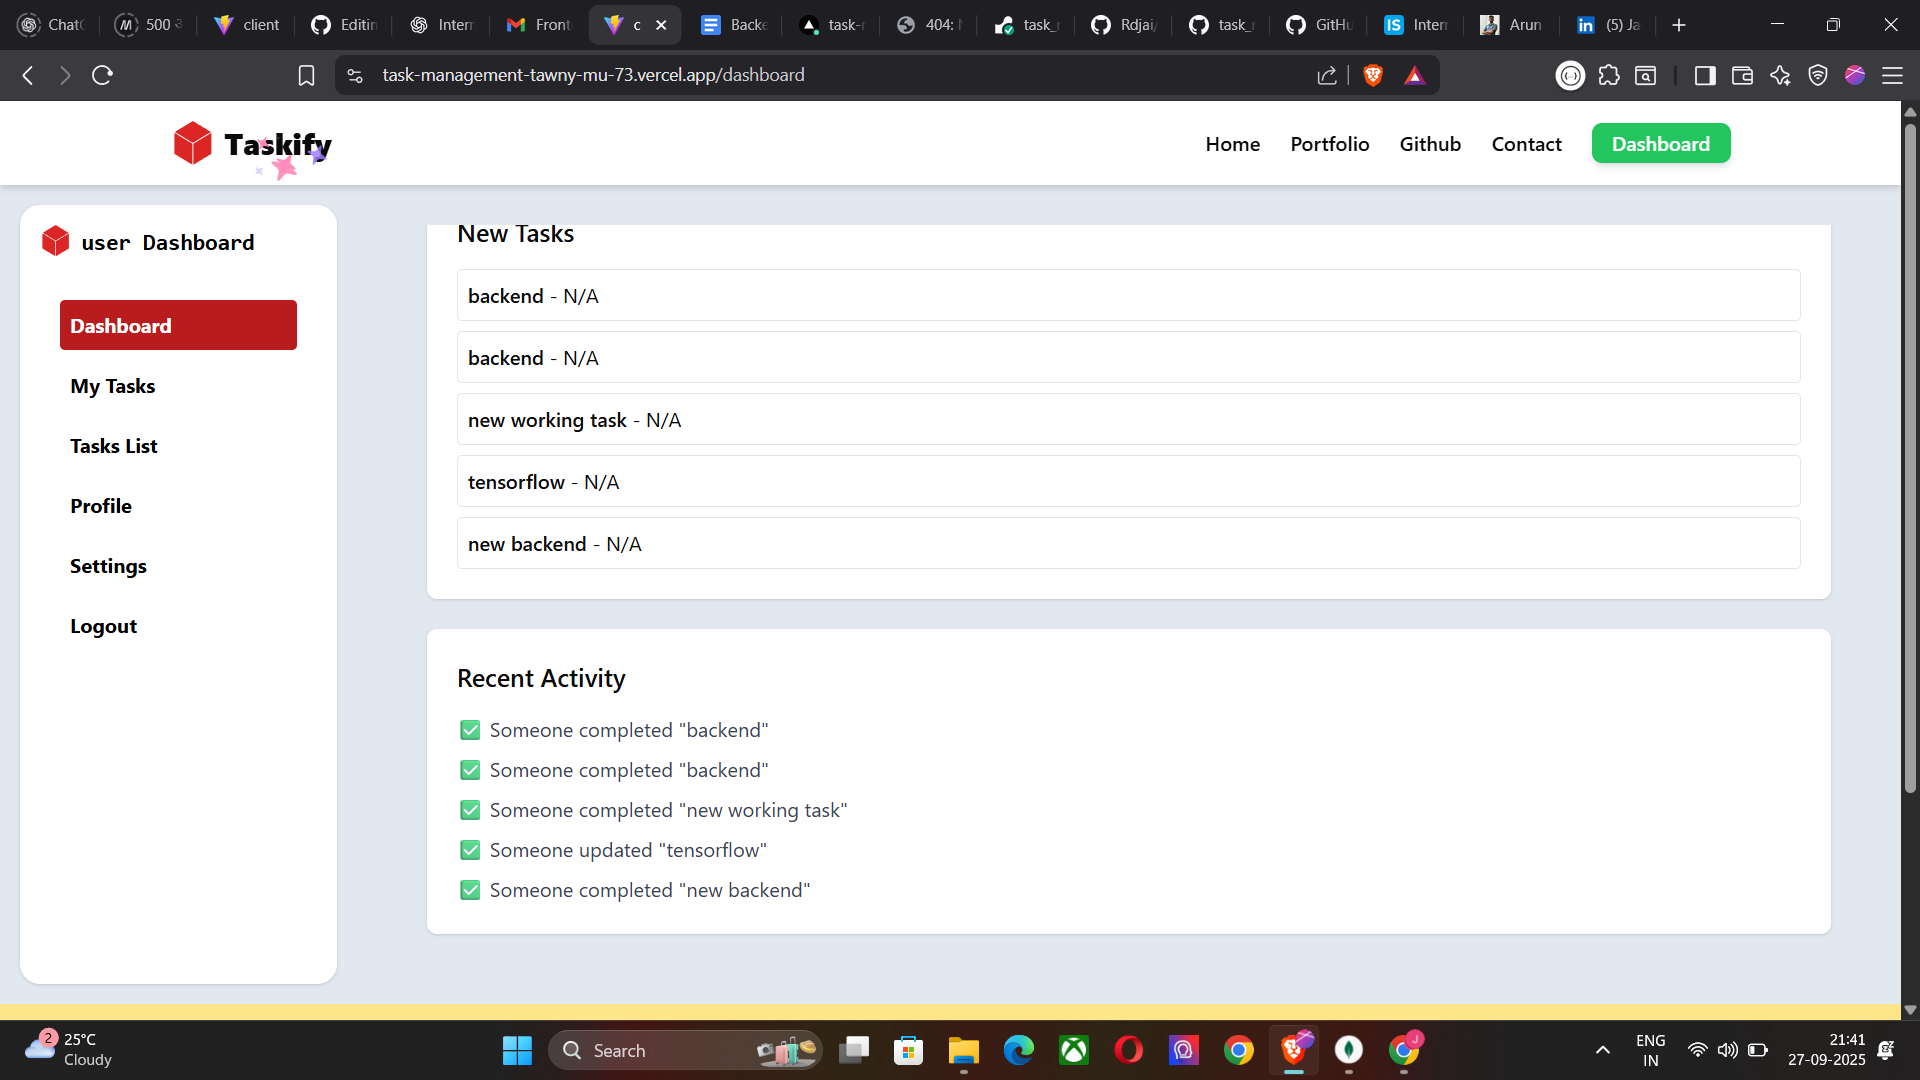 ChatG
500
client
Editin
Intern
Front
c
Backe
task-r
404:
task_r
Rdjai/
task_r
GitHu
Intern
Arun
(5) Ja
task-management-tawny-mu-73.vercel.app/dashboard
Taskify
Home Portfolio Github Contact Dashboard
user Dashboard
Dashboard
My Tasks
Tasks List
Profile
Settings
Logout
New Tasks
backend - N/A
backend - N/A
new working task - N/A
tensorflow - N/A
new backend - N/A
Recent Activity
✅ Someone completed "backend"
✅ Someone completed "backend"
✅ Someone completed "new working task"
✅ Someone updated "tensorflow"
✅ Someone completed "new backend"
2
25°C
Cloudy
Search
J
ENG
IN
21:41
27-09-2025